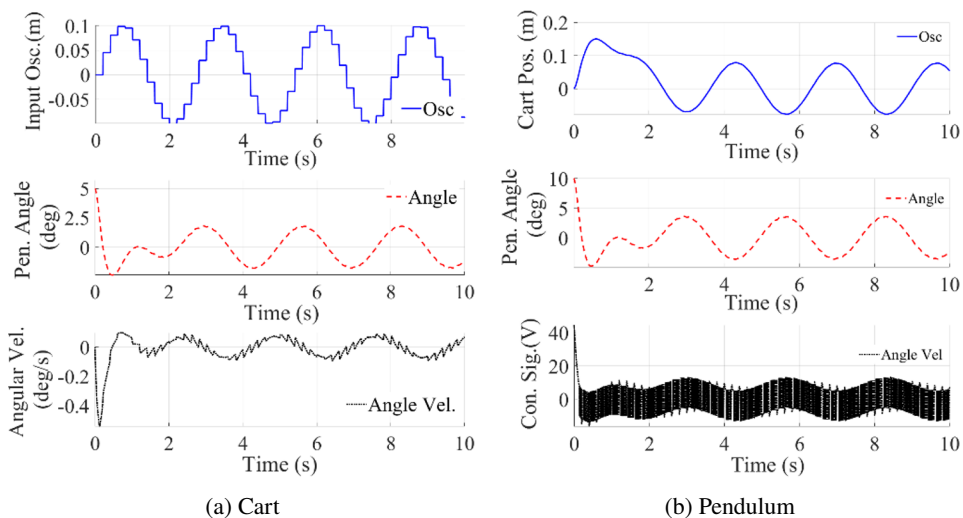 Input Osc.(m)
0.1
0.05
0
-0.05
Osc
0 2 4 6 8
Time (s)
Pen. Angle
(deg)
5
2.5
0
Angle
0 2 4 6 8 10
Time (s)
Angular Vel.
(deg/s)
0
-0.2
-0.4
Angle Vel.
0 2 4 6 8 10
Time (s)
(a) Cart
Cart Pos. (m)
0.2
0.1
0
Osc
0 2 4 6 8 10
Time (s)
Pen. Angle
(deg)
10
5
0
Angle
0 2 4 6 8 10
Time (s)
Con. Sig.(V)
40
20
0
Angle Vel
0 2 4 6 8 10
Time (s)
(b) Pendulum